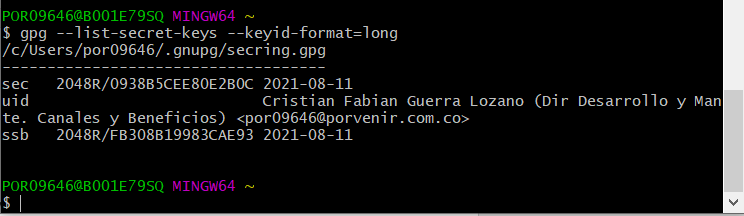 POR09646@B001E79SQ MINGW64 ~
$ gpg --list-secret-keys --keyid-format=long
/c/Users/por09646/.gnupg/secring.gpg
------------------------------------
sec   2048R/0938B5CEE80E2B0C 2021-08-11
uid                          Cristian Fabian Guerra Lozano (Dir Desarrollo y Man
te. Canales y Beneficios) <por09646@porvenir.com.co>
ssb   2048R/FB308B19983CAE93 2021-08-11
POR09646@B001E79SQ MINGW64 ~
$